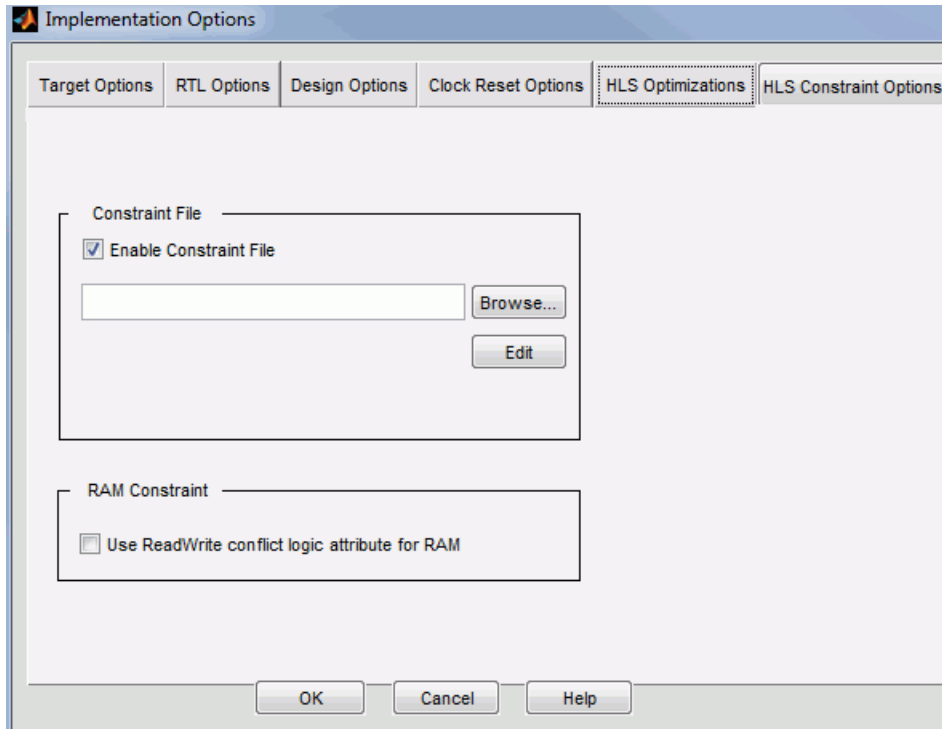 Implementation Options
Target Options RTL Options Design Options Clock Reset Options HLS Optimizations HLS Constraint Options
Constraint File
Enable Constraint File
Browse...
Edit
RAM Constraint
Use ReadWrite conflict logic attribute for RAM
OK Cancel Help